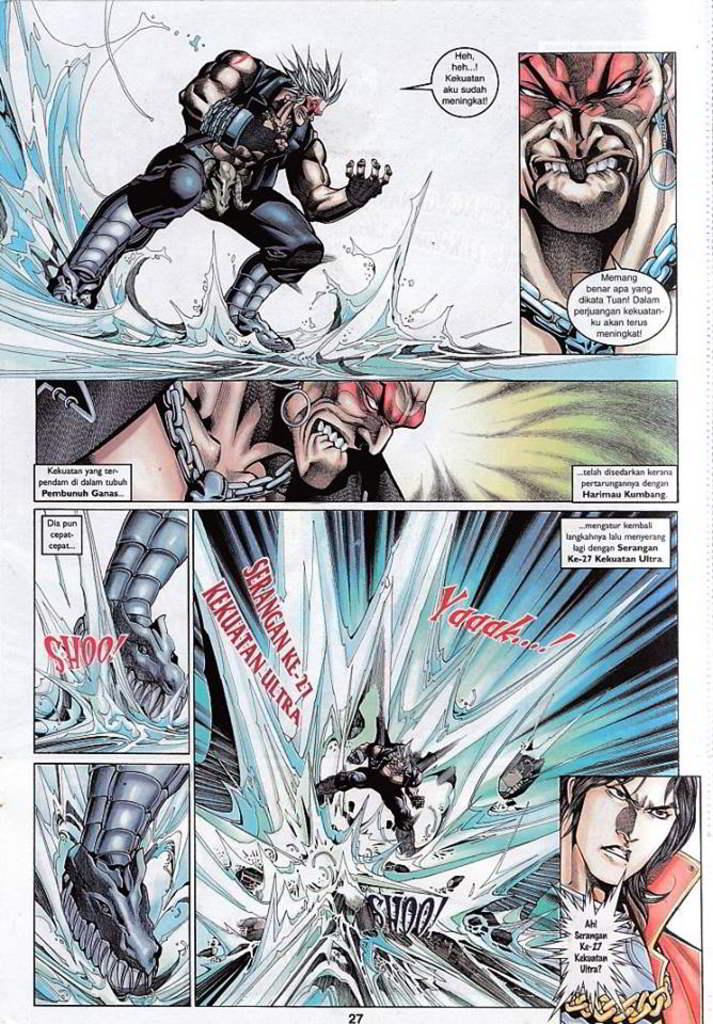 Heh,
heh...!
Kekuatan
aku sudah
meningkat!
Memang
benar apa yang
dikata Tuan! Dalam
perjuangan kekuatan-
ku akan terus
meningkat!
Kekuatan yang ter-
pendam di dalam tubuh
Pembunuh Ganas...
...telah disedarkan kerana
pertarungannya dengan
Harimau Kumbang.
Dia pun
cepat-
cepat...
SHOO!
...mengatur kembali
langkahnya lalu menyerang
lagi dengan Serangan
Ke-27 Kekuatan Ultra.
SERANGAN KE-27
KEKUATAN ULTRA
Yaaak...!
SHOO!
Ah!
Serangan
Ke-27
Kekuatan
Ultra?
27